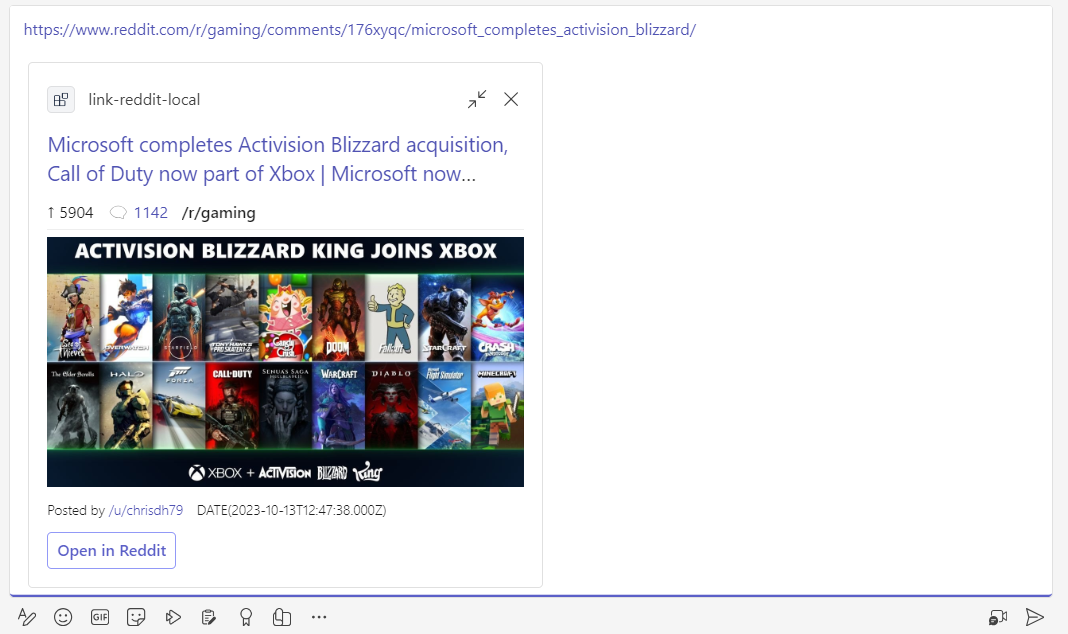 https://www.reddit.com/r/gaming/comments/176xyqc/microsoft_completes_activision_blizzard/
link-reddit-local
Microsoft completes Activision Blizzard acquisition,
Call of Duty now part of Xbox | Microsoft now...
↑ 5904 1142 /r/gaming
ACTIVISION BLIZZARD KING JOINS XBOX
Sea of Thieves OVERWATCH STARFIELD TONY HAWK'S PRO SKATER 1+2 Candy Crush DOOM Fallout STARCRAFT CRASH
The Elder Scrolls HALO FORZA CALL OF DUTY SENUA'S SAGA HELLBLADE II WARCRAFT DIABLO Flight Simulator MINECRAFT
XBOX + ACTIVISION BLIZZARD King
Posted by /u/chrisdh79 DATE(2023-10-13T12:47:38.000Z)
Open in Reddit
GIF